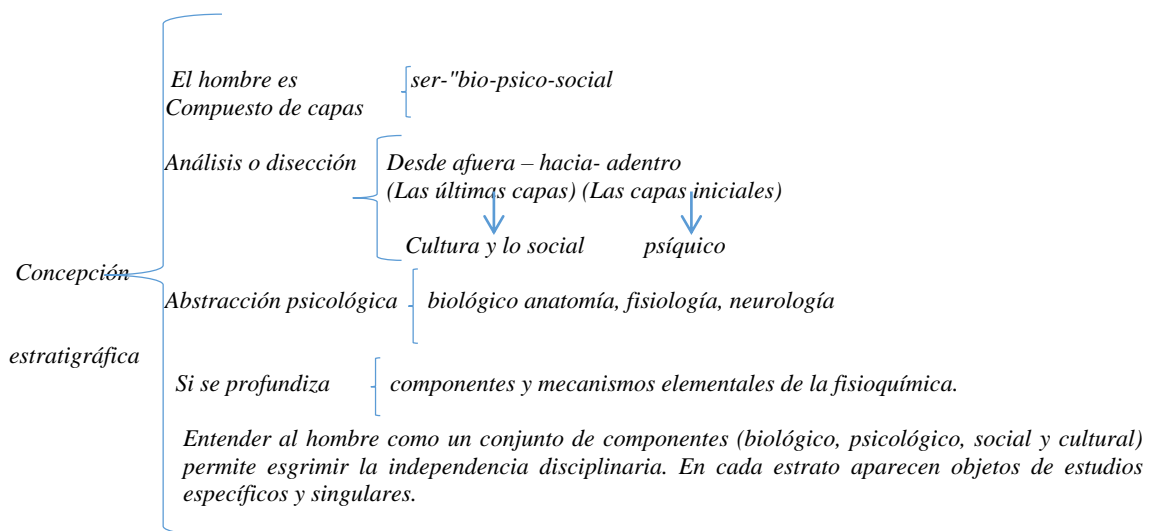 El hombre es
Compuesto de capas
ser-"bio-psico-social
Análisis o disección
Desde afuera – hacia- adentro
(Las últimas capas) (Las capas iniciales)
Cultura y lo social psíquico
Concepción
estratigráfica
Abstracción psicológica
biológico anatomía, fisiología, neurología
Si se profundiza
componentes y mecanismos elementales de la fisioquímica.
Entender al hombre como un conjunto de componentes (biológico, psicológico, social y cultural)
permite esgrimir la independencia disciplinaria. En cada estrato aparecen objetos de estudios
específicos y singulares.